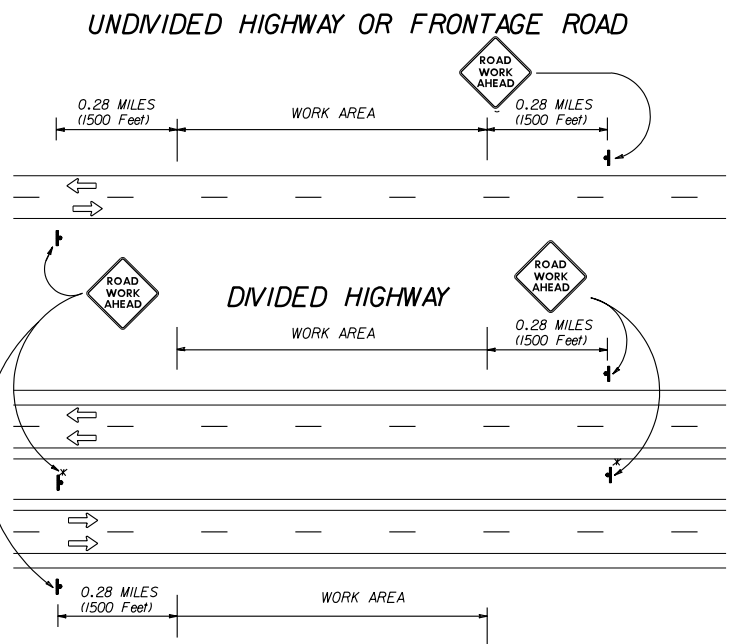 UNDIVIDED HIGHWAY OR FRONTAGE ROAD
ROAD
WORK
AHEAD
0.28 MILES
(1500 Feet)
WORK AREA
0.28 MILES
(1500 Feet)
ROAD
WORK
AHEAD
DIVIDED HIGHWAY
ROAD
WORK
AHEAD
WORK AREA
0.28 MILES
(1500 Feet)
0.28 MILES
(1500 Feet)
WORK AREA